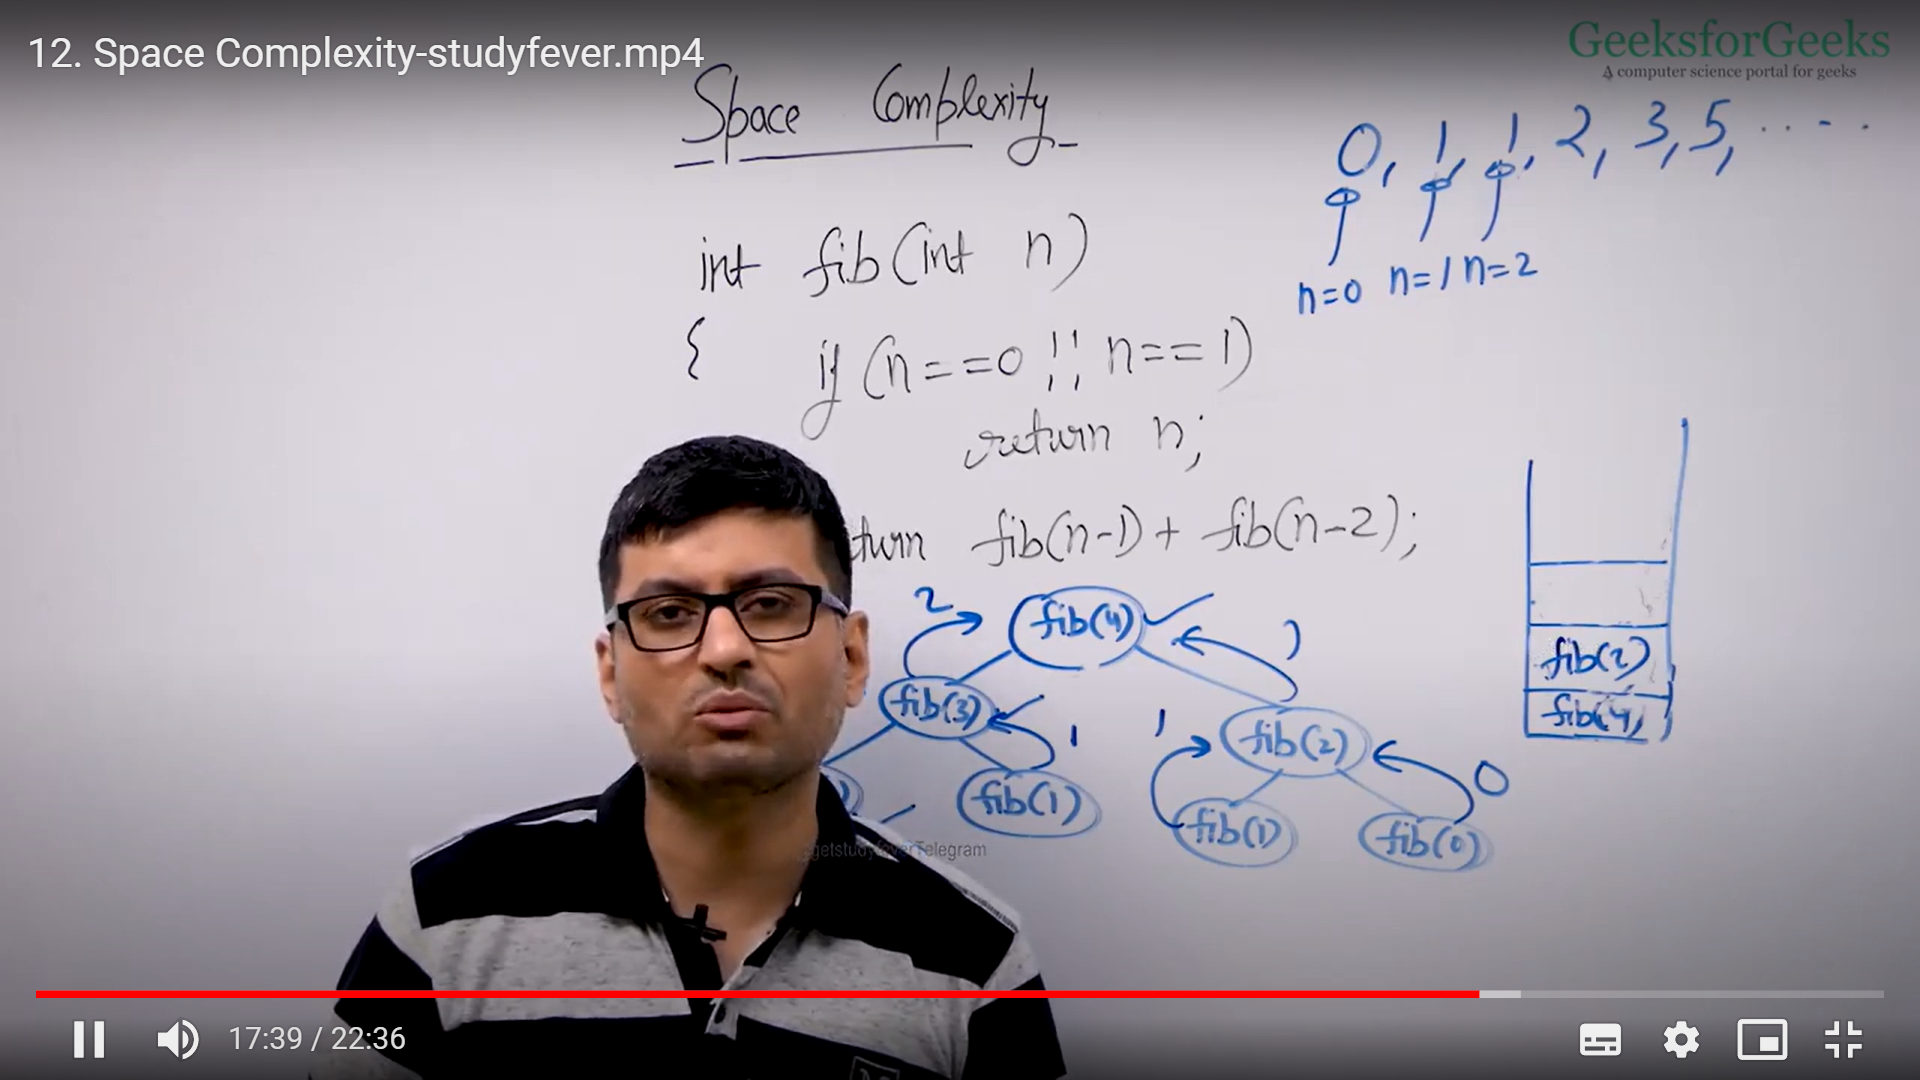 12. Space Complexity-studyfever.mp4
GeeksforGeeks
A computer science portal for geeks
Space Complexity
0, 1, 1, 2, 3, 5, .....
n=0 n=1 n=2
int fib(int n)
{ if (n==0 || n==1)
return n;
turn fib(n-1) + fib(n-2);
2 fib(4) 1
fib(3) 1 1 fib(2) 0
fib(1) fib(1) fib(0)
fib(2)
fib(4)
getstudyfeverTelegram
17:39 / 22:36